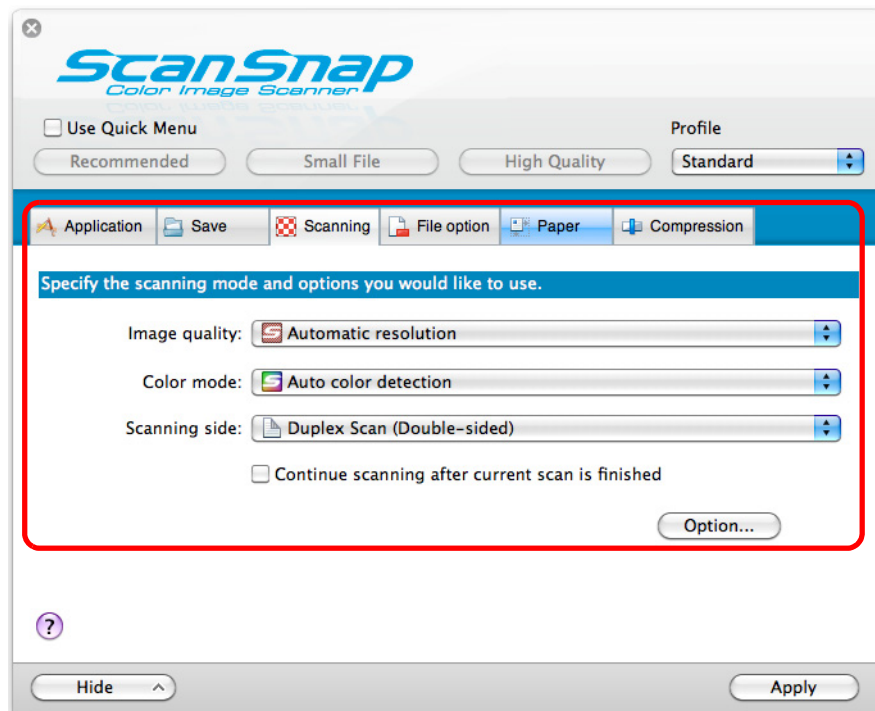 ScanSnap
Color Image Scanner
Use Quick Menu
Profile
Recommended Small File High Quality Standard
Application Save Scanning File option Paper Compression
Specify the scanning mode and options you would like to use.
Image quality: Automatic resolution
Color mode: Auto color detection
Scanning side: Duplex Scan (Double-sided)
Continue scanning after current scan is finished
Option...
?
Hide Apply